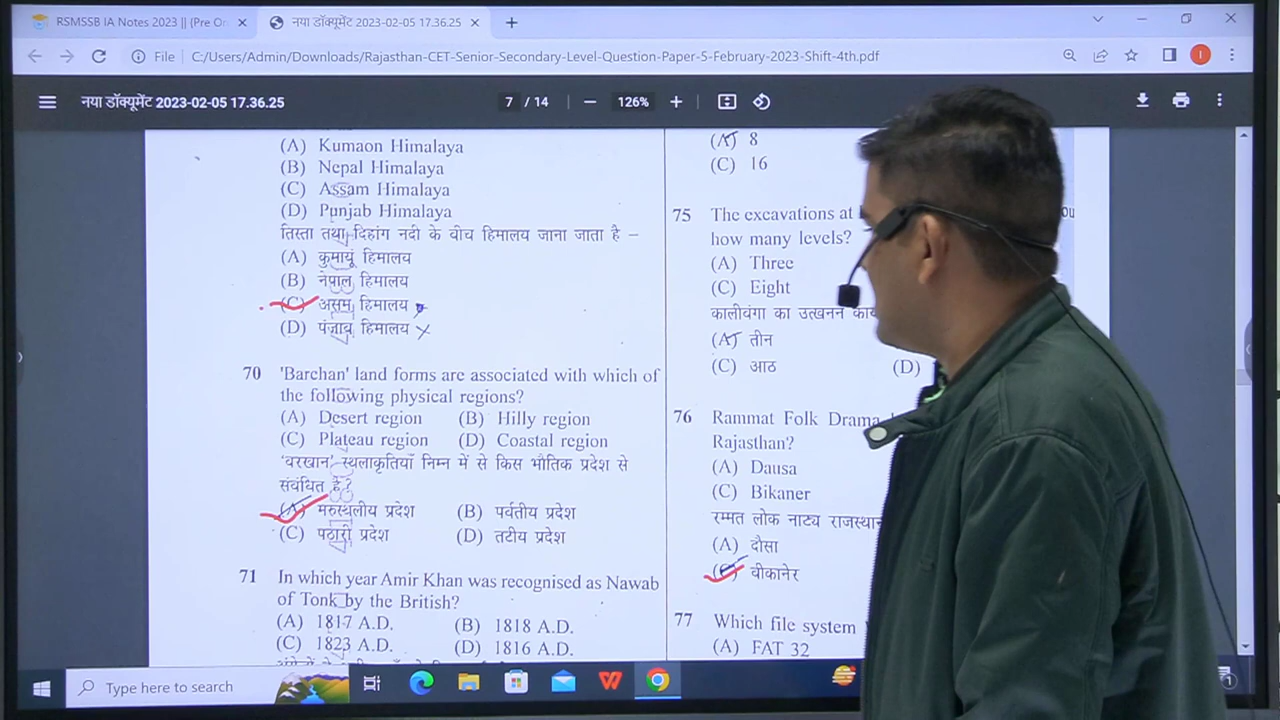 RSMSSB IA Notes 2023 || (Pre On
नया डॉक्यूमेंट 2023-02-05 17.36.25
File
C:/Users/Admin/Downloads/Rajasthan-CET-Senior-Secondary-Level-Question-Paper-5-February-2023-Shift-4th.pdf
नया डॉक्यूमेंट 2023-02-05 17.36.25
7 / 14
126%
(A) Kumaon Himalaya
(B) Nepal Himalaya
(C) Assam Himalaya
(D) Punjab Himalaya
तिस्ता तथा दिहांग नदी के बीच हिमालय जाना जाता है –
(A) कुमायूं हिमालय
(B) नेपाल हिमालय
(C) असम हिमालय
(D) पंजाब हिमालय
70 'Barchan' land forms are associated with which of
the following physical regions?
(A) Desert region (B) Hilly region
(C) Plateau region (D) Coastal region
'बरखान' स्थलाकृतियाँ निम्न में से किस भौतिक प्रदेश से
संबंधित है?
(A) मरुस्थलीय प्रदेश (B) पर्वतीय प्रदेश
(C) पठारी प्रदेश (D) तटीय प्रदेश
71 In which year Amir Khan was recognised as Nawab
of Tonk by the British?
(A) 1817 A.D. (B) 1818 A.D.
(C) 1823 A.D. (D) 1816 A.D.
(A) 8
(C) 16
75 The excavations at
how many levels?
(A) Three
(C) Eight
कालीबंगा का उत्खनन
(A) तीन
(C) आठ (D)
76 Rammat Folk Drama
Rajasthan?
(A) Dausa
(C) Bikaner
रम्मत लोक नाट्य
(A) दौसा
(C) बीकानेर
77 Which file system
(A) FAT 32
Type here to search